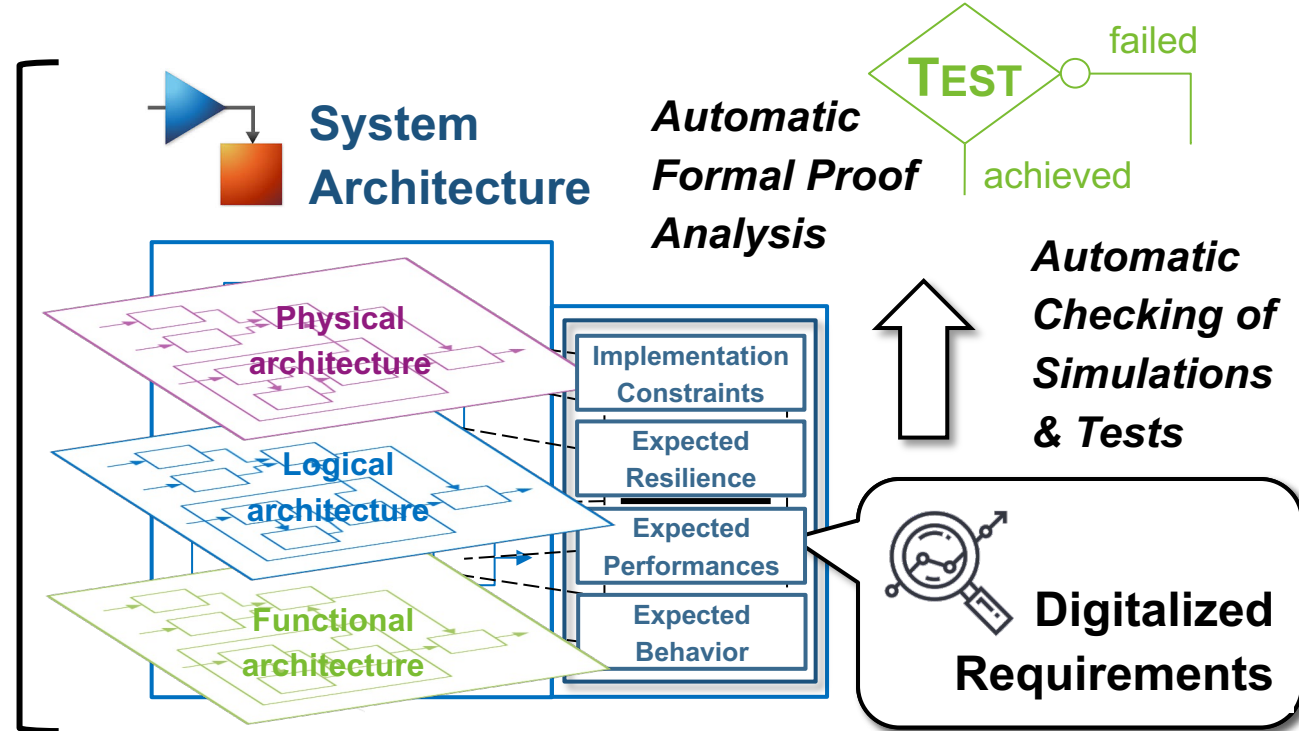 System
Architecture
Automatic
Formal Proof
Analysis
TEST
failed
achieved
Automatic
Checking of
Simulations
& Tests
Physical
architecture
Logical
architecture
Functional
architecture
Implementation
Constraints
Expected
Resilience
Expected
Performances
Expected
Behavior
Digitalized
Requirements